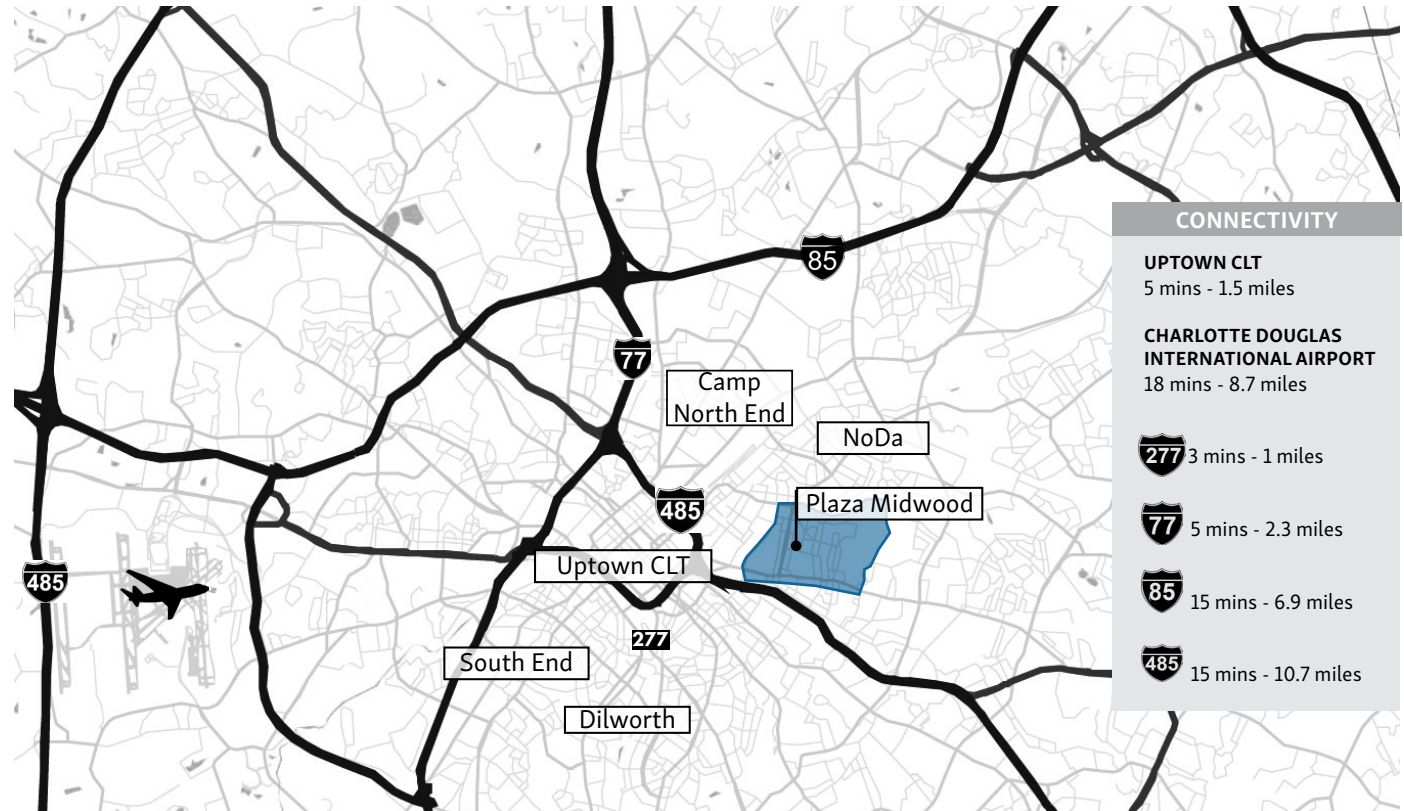 85
77
Camp
North End
NoDa
Plaza Midwood
485
Uptown CLT
485
277
South End
Dilworth
CONNECTIVITY
UPTOWN CLT
5 mins - 1.5 miles
CHARLOTTE DOUGLAS
INTERNATIONAL AIRPORT
18 mins - 8.7 miles
277 3 mins - 1 miles
77 5 mins - 2.3 miles
85 15 mins - 6.9 miles
485 15 mins - 10.7 miles